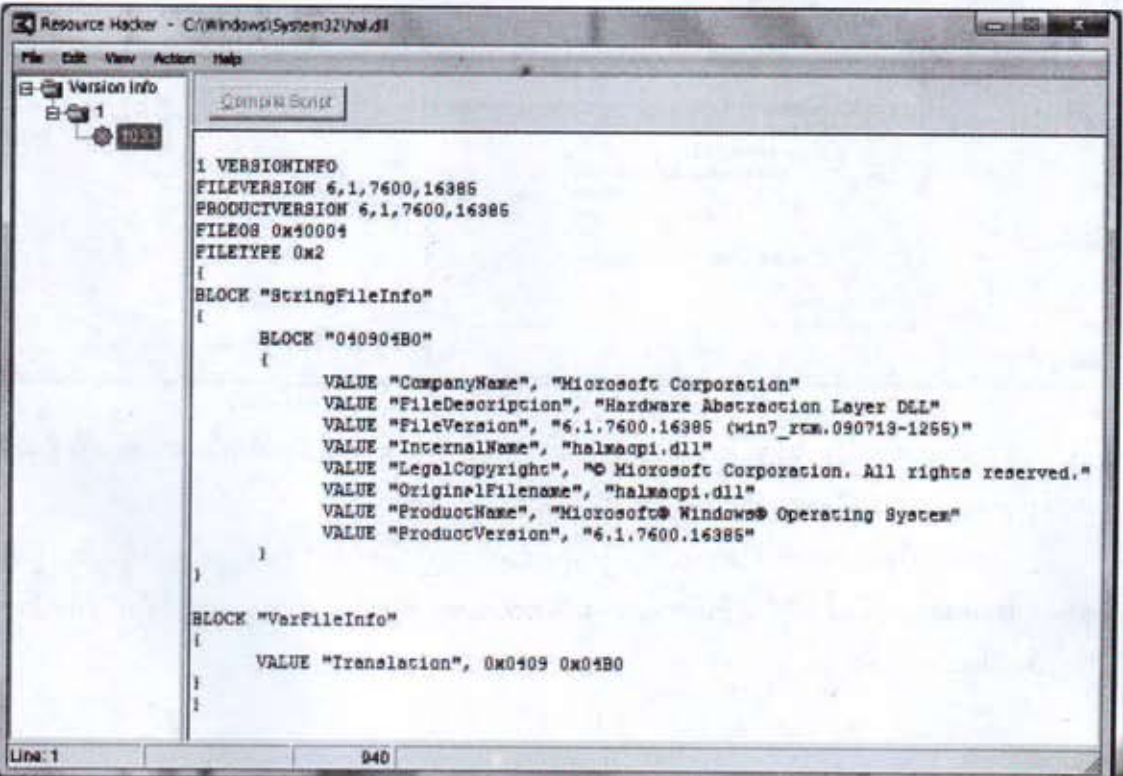 Resource Hacker - C:\Windows\System32\hal.dll
File Edit View Action Help
Version Info
1
1033
Compile Script
1 VERSIONINFO
FILEVERSION 6,1,7600,16385
PRODUCTVERSION 6,1,7600,16385
FILEOS 0x40004
FILETYPE 0x2
{
BLOCK "StringFileInfo"
{
BLOCK "040904B0"
{
VALUE "CompanyName", "Microsoft Corporation"
VALUE "FileDescription", "Hardware Abstraction Layer DLL"
VALUE "FileVersion", "6.1.7600.16385 (win7_rtm.090713-1255)"
VALUE "InternalName", "halmacpi.dll"
VALUE "LegalCopyright", "© Microsoft Corporation. All rights reserved."
VALUE "OriginalFilename", "halmacpi.dll"
VALUE "ProductName", "Microsoft® Windows® Operating System"
VALUE "ProductVersion", "6.1.7600.16385"
}
}
BLOCK "VarFileInfo"
{
VALUE "Translation", 0x0409 0x04B0
}
}
Line: 1 940